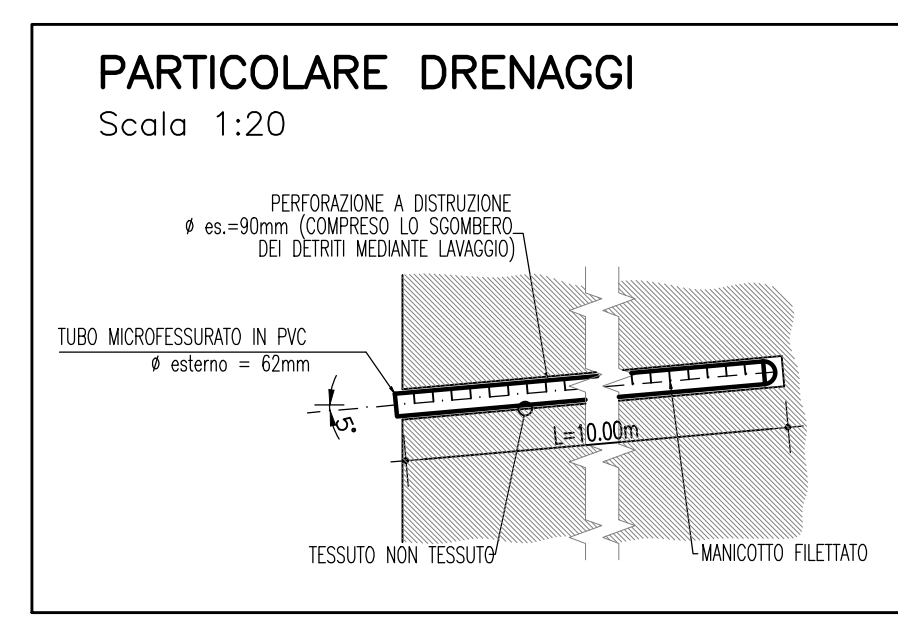 PARTICOLARE DRENAGGI
Scala 1:20
PERFORAZIONE A DISTRUZIONE
ø es.=90mm (COMPRESO LO SGOMBERO
DEI DETRITI MEDIANTE LAVAGGIO)
TUBO MICROFESSURATO IN PVC
ø esterno = 62mm
5°
L=10.00m
TESSUTO NON TESSUTO
MANICOTTO FILETTATO